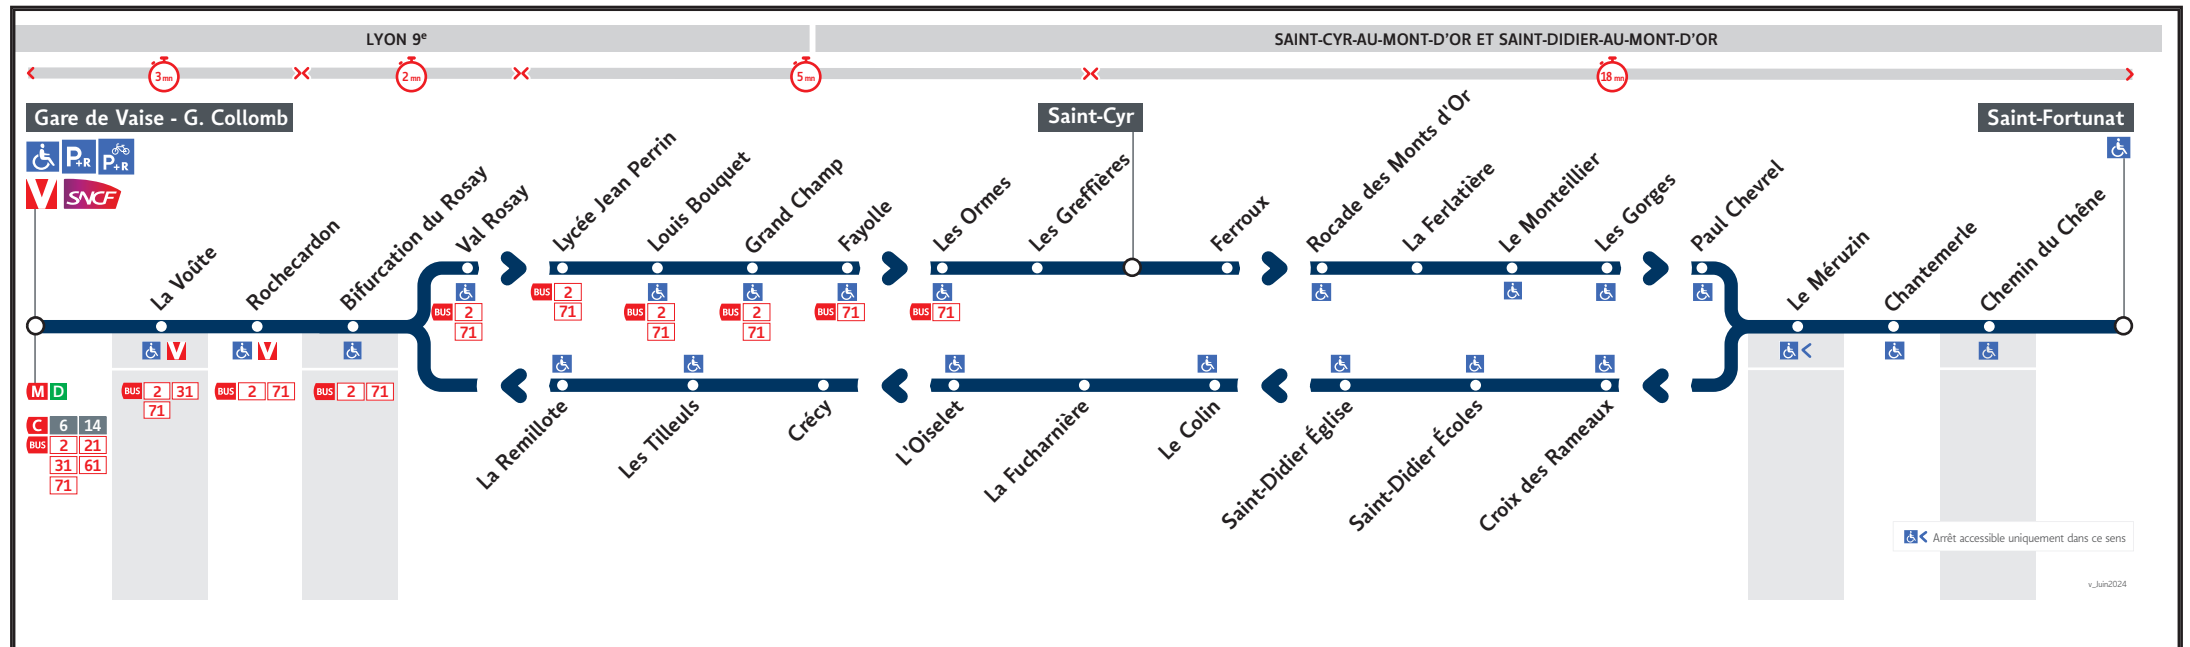 LYON 9e
SAINT-CYR-AU-MONT-D'OR ET SAINT-DIDIER-AU-MONT-D'OR
3 mn
2 mn
5 mn
18 mn
Gare de Vaise - G. Collomb
Saint-Cyr
Saint-Fortunat
P+R
P+R
V
SNCF
La Voûte
Rochecardon
Bifurcation du Rosay
Val Rosay
Lycée Jean Perrin
Louis Bouquet
Grand Champ
Fayolle
Les Ormes
Les Greffières
Ferroux
Rocade des Monts d'Or
La Ferlatière
Le Monteillier
Les Gorges
Paul Chevrel
Le Méruzin
Chantemerle
Chemin du Chêne
BUS 2
71
BUS 2
71
BUS 2
71
BUS 2
71
BUS 71
BUS 71
V
V
M D
BUS 2 31
71
BUS 2 71
BUS 2 71
C 6 14
BUS 2 21
31 61
71
La Remillote
Les Tilleuls
Crécy
L'Oiselet
La Fucharnière
Le Colin
Saint-Didier Église
Saint-Didier Écoles
Croix des Rameaux
< Arrêt accessible uniquement dans ce sens
v_Juin2024